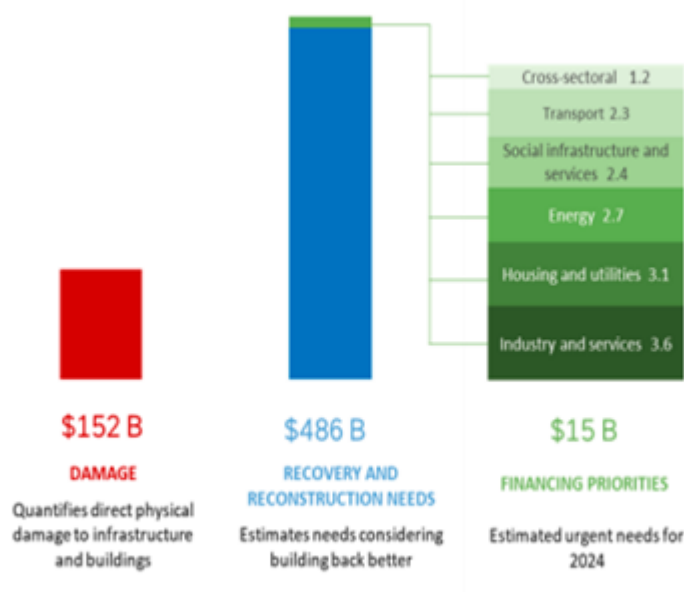 Cross-sectoral 1.2
Transport 2.3
Social infrastructure and
services 2.4
Energy 2.7
Housing and utilities 3.1
Industry and services 3.6
$152 B
DAMAGE
Quantifies direct physical
damage to infrastructure
and buildings
$486 B
RECOVERY AND
RECONSTRUCTION NEEDS
Estimates needs considering
building back better
$15 B
FINANCING PRIORITIES
Estimated urgent needs for
2024